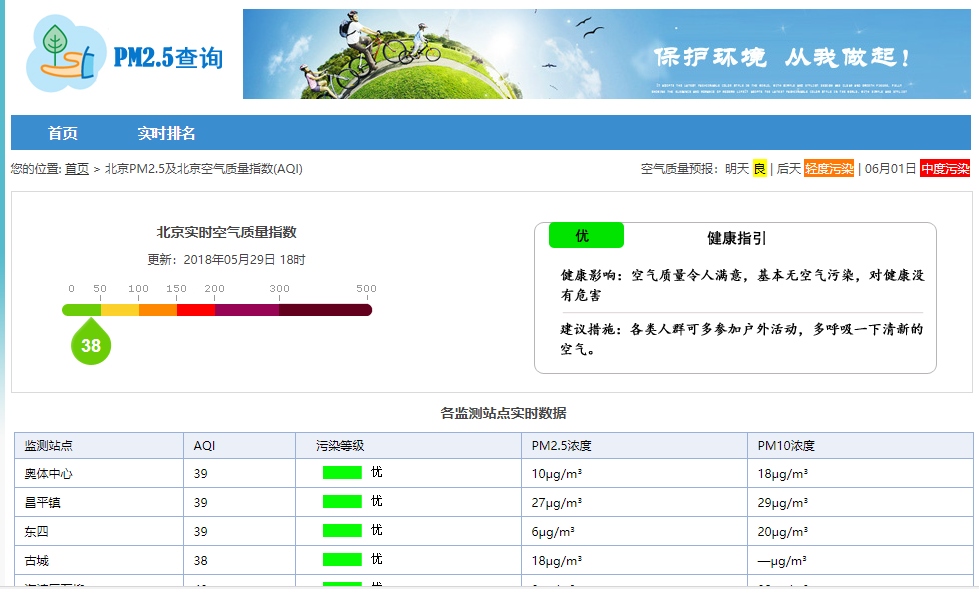 PM2.5查询
保护环境 从我做起！
首页 实时排名
您的位置: 首页 > 北京PM2.5及北京空气质量指数(AQI)
空气质量预报：明天 良 | 后天 轻度污染 | 06月01日 中度污染
北京实时空气质量指数
更新：2018年05月29日 18时
0 50 100 150 200 300 500
38
优
健康指引
健康影响：空气质量令人满意，基本无空气污染，对健康没
有危害
建议措施：各类人群可多参加户外活动，多呼吸一下清新的
空气。
各监测站点实时数据
监测站点 AQI 污染等级 PM2.5浓度 PM10浓度
奥体中心 39 优 10μg/m³ 18μg/m³
昌平镇 39 优 27μg/m³ 29μg/m³
东四 39 优 6μg/m³ 20μg/m³
古城 38 优 18μg/m³ —μg/m³